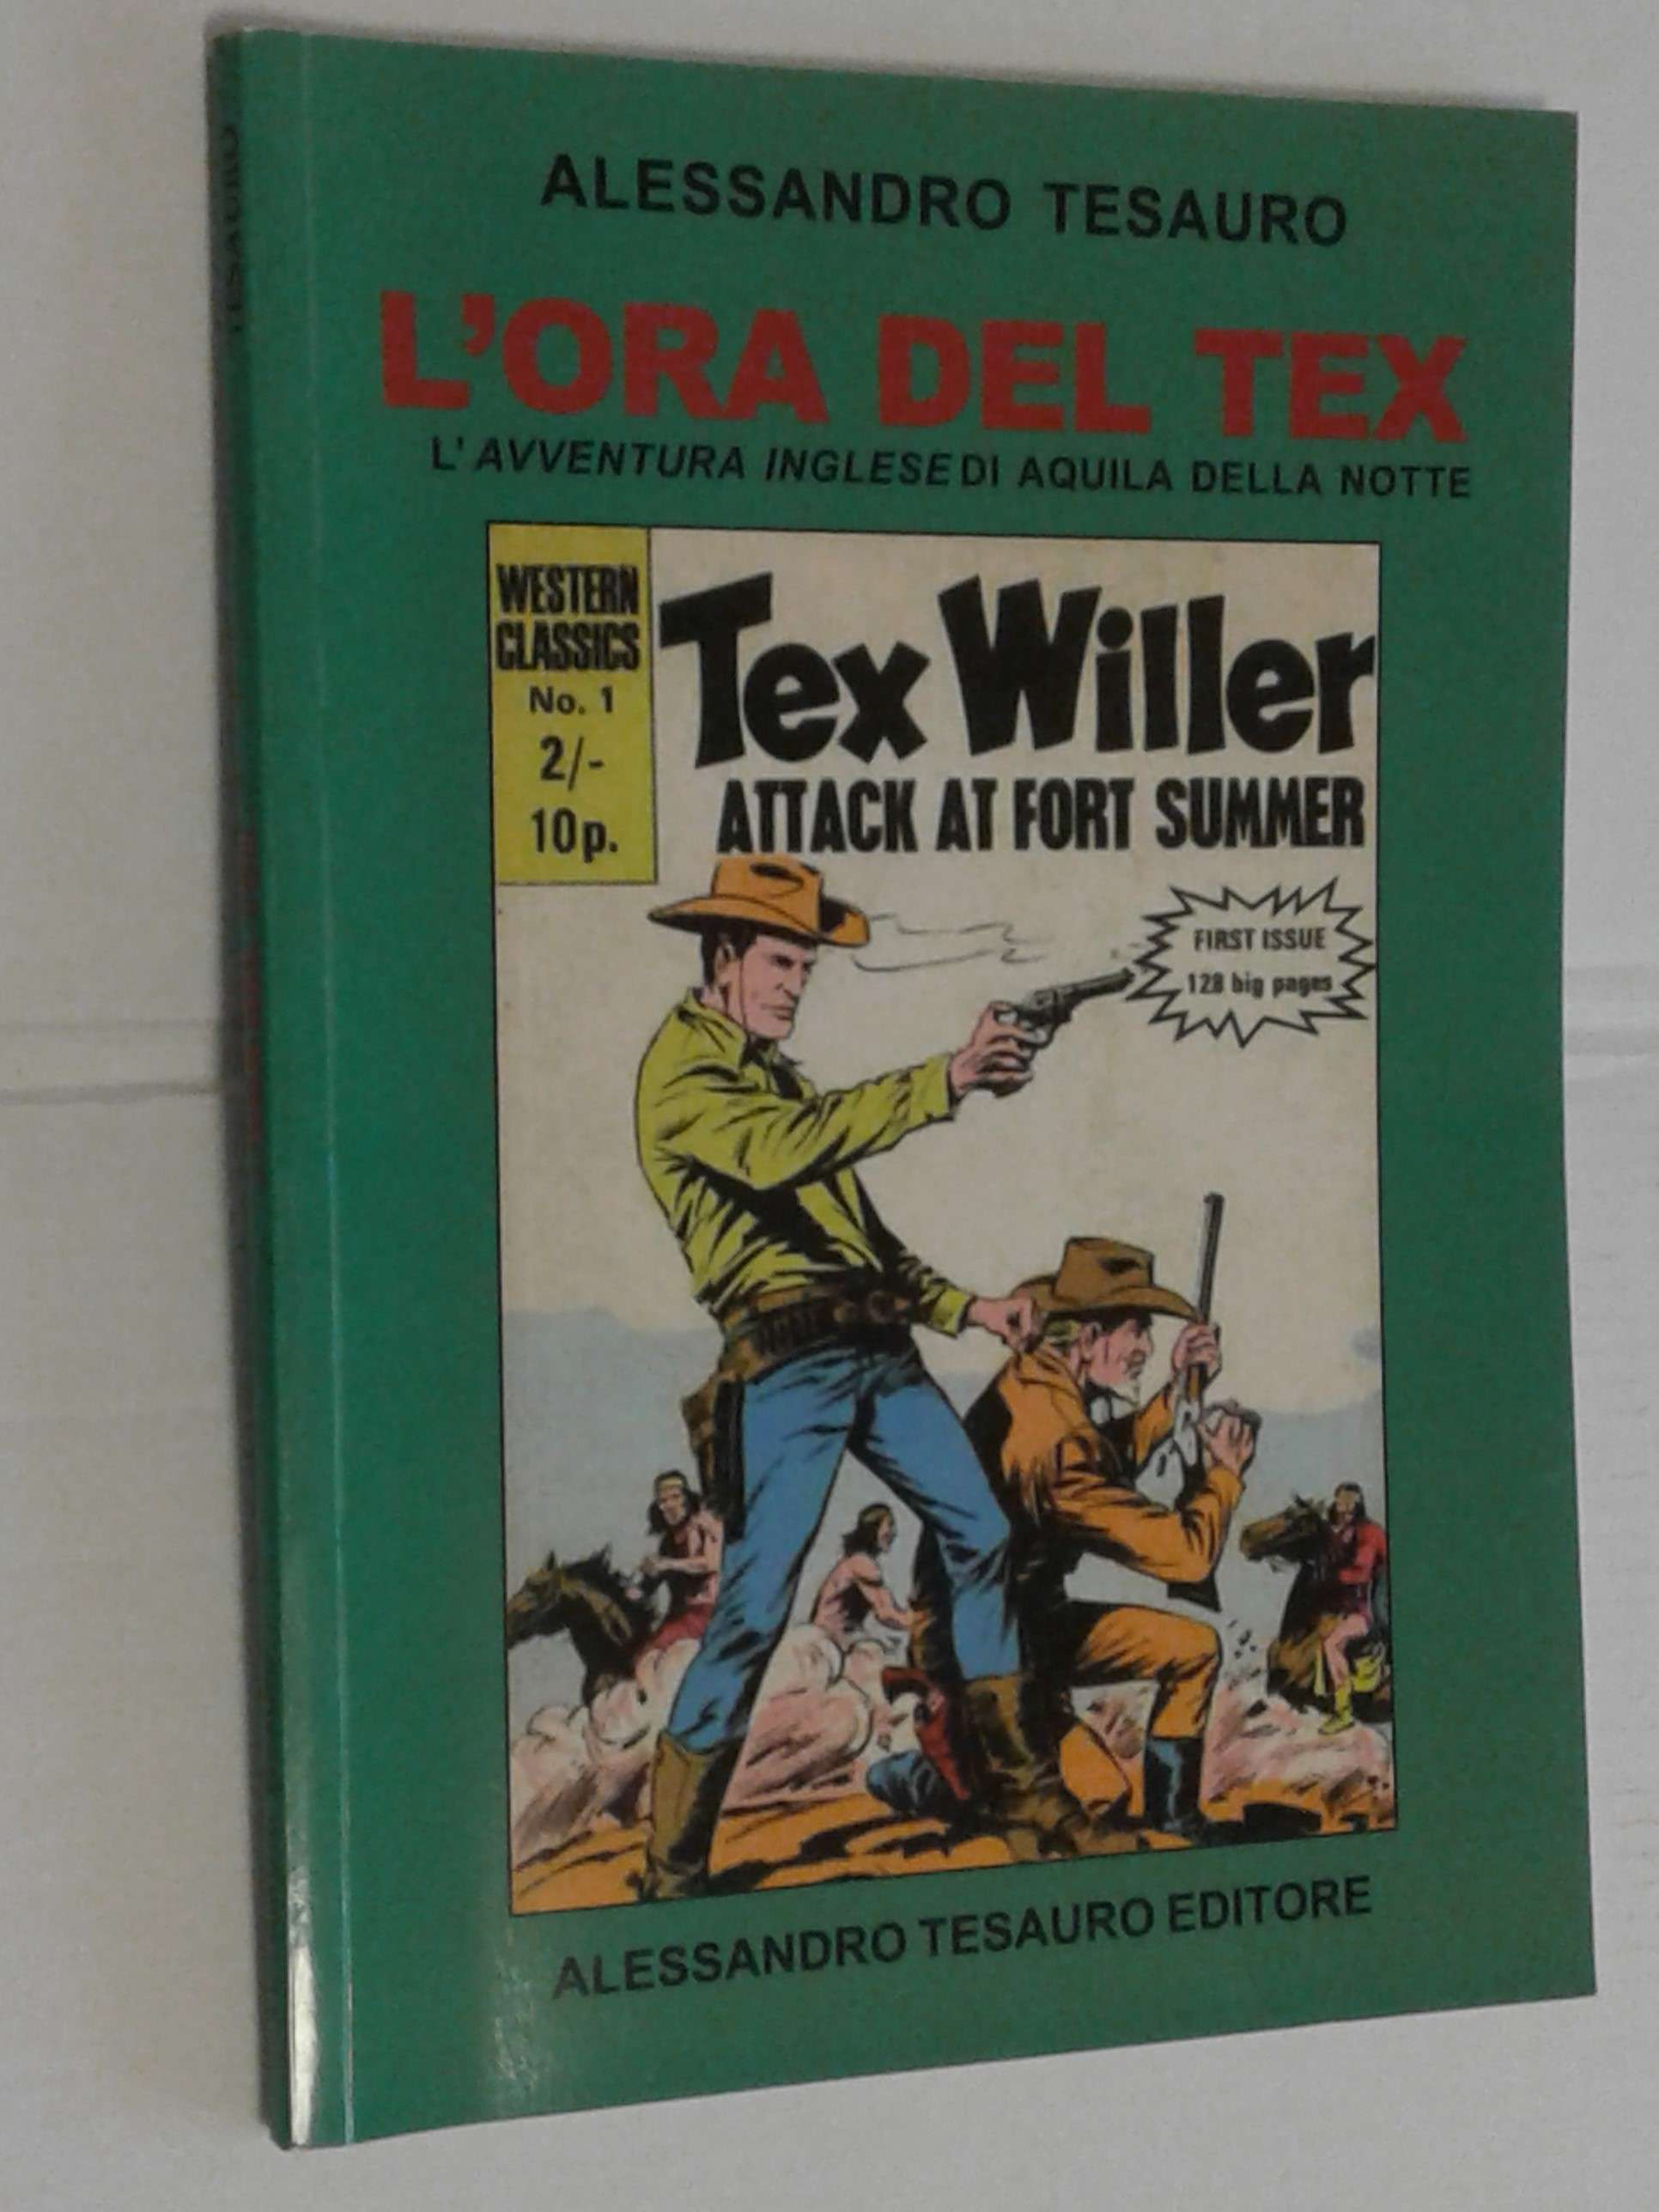 TESAURO
ALESSANDRO TESAURO
L'ORA DEL TEX
L'AVVENTURA INGLESE DI AQUILA DELLA NOTTE
WESTERN
CLASSICS
No. 1
2/-
10p.
Tex Willer
ATTACK AT FORT SUMMER
FIRST ISSUE
128 big pages
ALESSANDRO TESAURO EDITORE